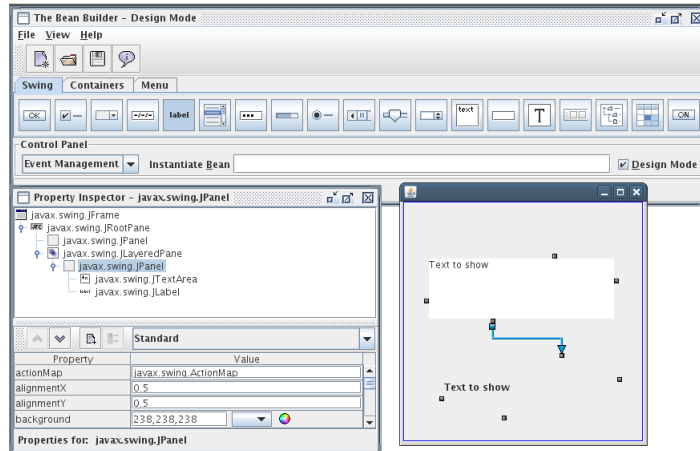 The Bean Builder - Design Mode
File View Help
Swing Containers Menu
OK label text T ON
Control Panel
Event Management Instantiate Bean Design Mode
Property Inspector - javax.swing.JPanel
javax.swing.JFrame
javax.swing.JRootPane
javax.swing.JPanel
javax.swing.JLayeredPane
javax.swing.JPanel
javax.swing.JTextArea
javax.swing.JLabel
Standard
Property Value
actionMap javax.swing.ActionMap
alignmentX 0.5
alignmentY 0.5
background 238,238,238
Properties for: javax.swing.JPanel
Text to show
Text to show